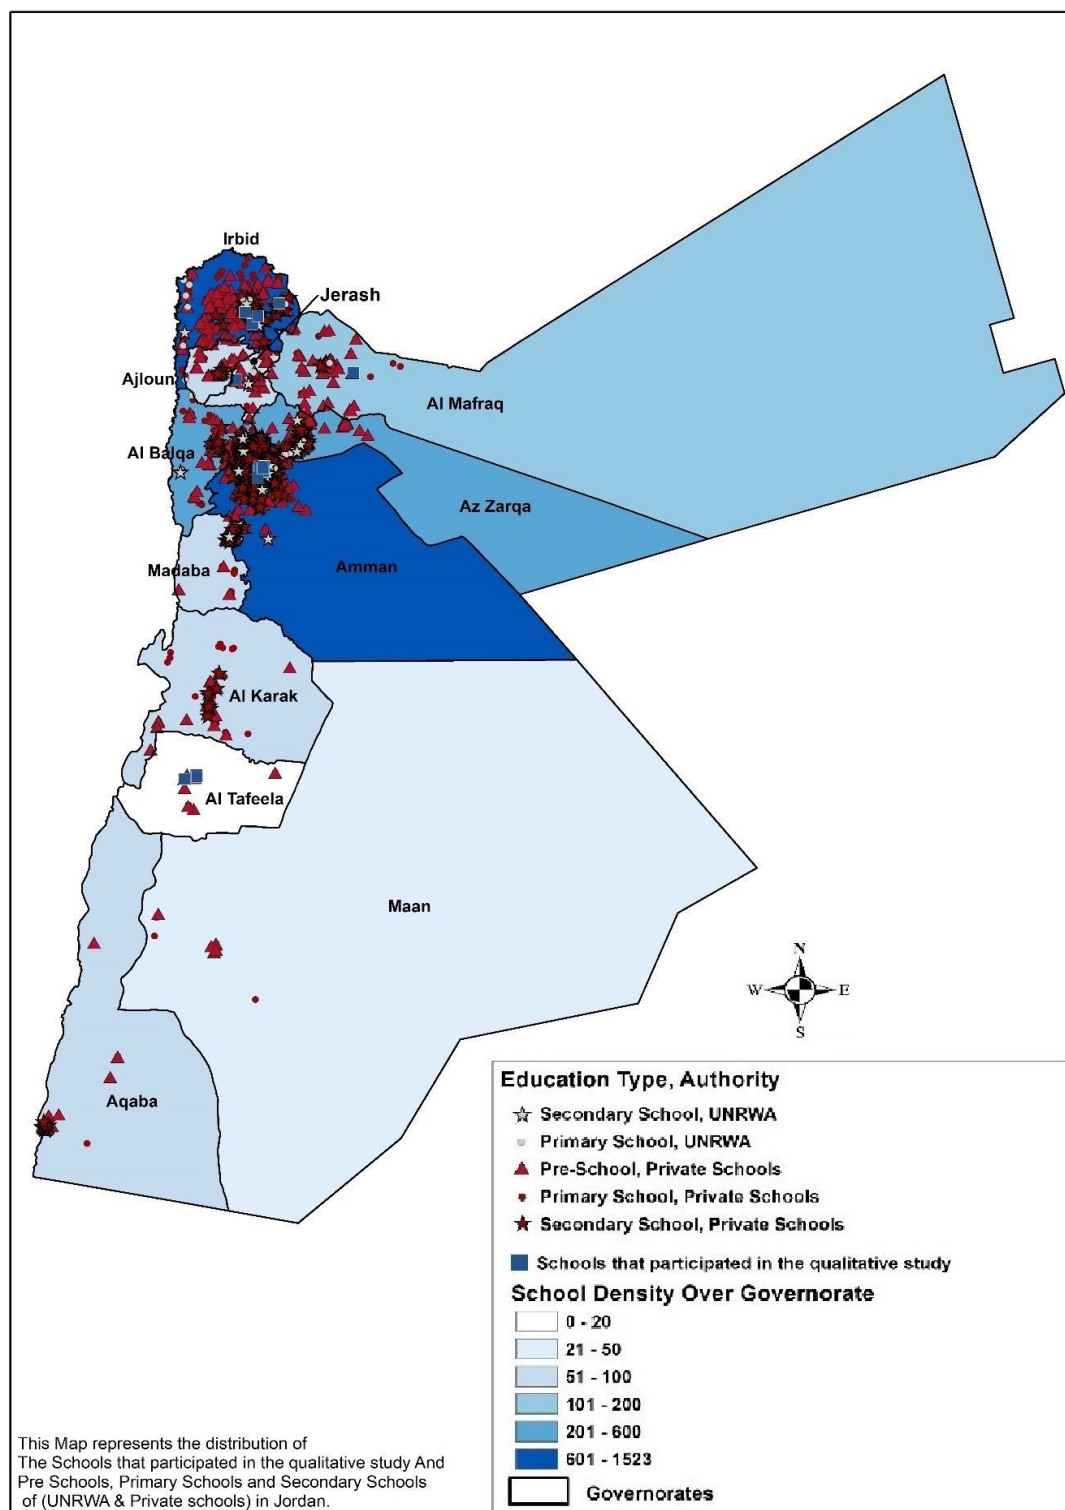 Irbid
Jerash
Ajloun
Al Mafraq
Al Balqa
Az Zarqa
Madaba
Amman
Al Karak
Al Tafeela
Maan
Aqaba
N
W E
S
Education Type, Authority
Secondary School, UNRWA
Primary School, UNRWA
Pre-School, Private Schools
Primary School, Private Schools
Secondary School, Private Schools
Schools that participated in the qualitative study
School Density Over Governorate
0 - 20
21 - 50
51 - 100
101 - 200
201 - 600
601 - 1523
Governorates
This Map represents the distribution of
The Schools that participated in the qualitative study And
Pre Schools, Primary Schools and Secondary Schools
of (UNRWA & Private schools) in Jordan.